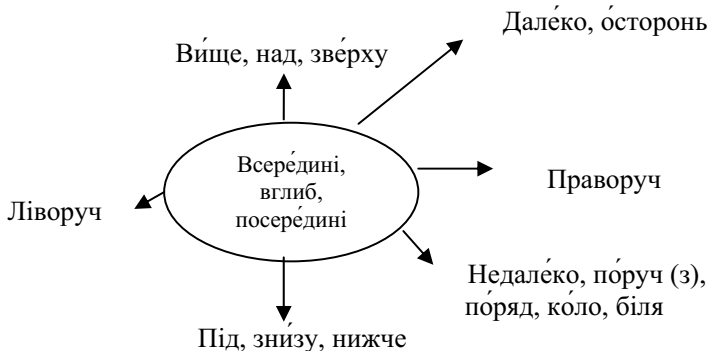 Дале́ко, о́сторонь
Ви́ще, над, зве́рху
Всере́дині,
вглиб,
посере́дині
Праворуч
Ліворуч
Недале́ко, по́руч (з),
по́ряд, ко́ло, біля
Під, зни́зу, нижче